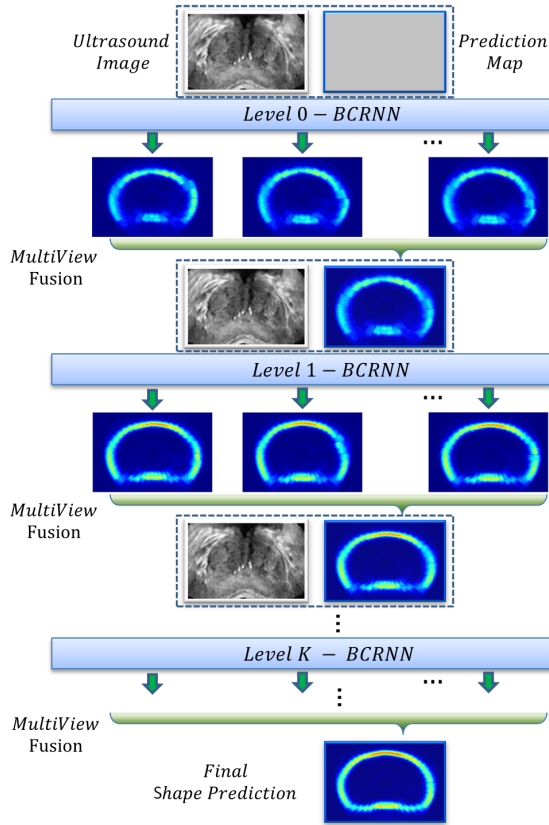 Ultrasound
Image
Prediction
Map
Level 0 − BCRNN
...
MultiView
Fusion
Level 1 − BCRNN
...
MultiView
Fusion
Level K − BCRNN
...
MultiView
Fusion
Final
Shape Prediction